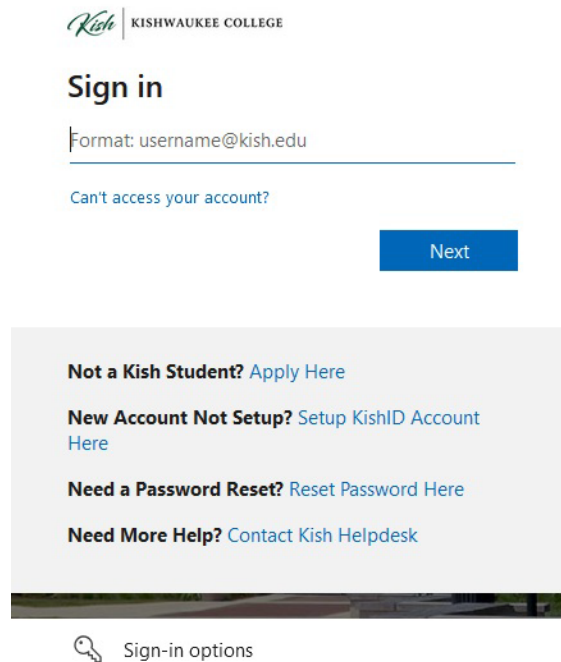 Kish KISHWAUKEE COLLEGE
Sign in
Format: username@kish.edu
Can't access your account?
Next
Not a Kish Student? Apply Here
New Account Not Setup? Setup KishID Account
Here
Need a Password Reset? Reset Password Here
Need More Help? Contact Kish Helpdesk
Sign-in options